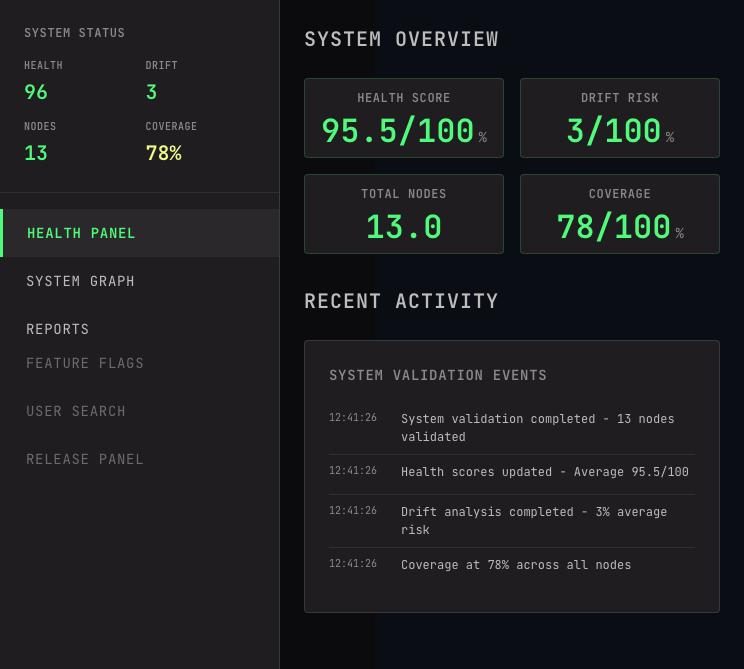 SYSTEM STATUS
HEALTH
DRIFT
96
3
NODES
COVERAGE
13
78%
HEALTH PANEL
SYSTEM GRAPH
REPORTS
FEATURE FLAGS
USER SEARCH
RELEASE PANEL
SYSTEM OVERVIEW
HEALTH SCORE
95.5/100 %
DRIFT RISK
3/100 %
TOTAL NODES
13.0
COVERAGE
78/100 %
RECENT ACTIVITY
SYSTEM VALIDATION EVENTS
12:41:26 System validation completed - 13 nodes
validated
12:41:26 Health scores updated - Average 95.5/100
12:41:26 Drift analysis completed - 3% average
risk
12:41:26 Coverage at 78% across all nodes